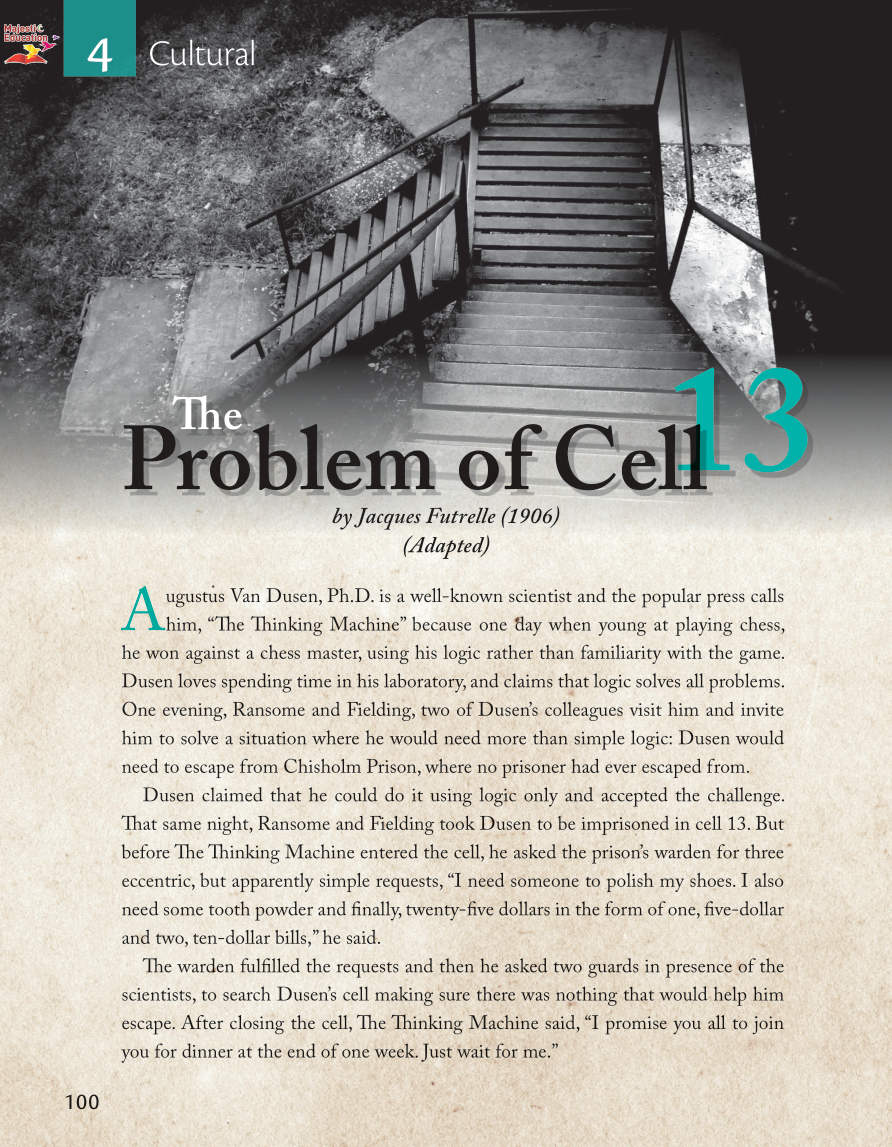 Majestic
Education
4 Cultural
The
Problem of Cell 13
by Jacques Futrelle (1906)
(Adapted)
Augustus Van Dusen, Ph.D. is a well-known scientist and the popular press calls
him, “The Thinking Machine” because one day when young at playing chess,
he won against a chess master, using his logic rather than familiarity with the game.
Dusen loves spending time in his laboratory, and claims that logic solves all problems.
One evening, Ransome and Fielding, two of Dusen’s colleagues visit him and invite
him to solve a situation where he would need more than simple logic: Dusen would
need to escape from Chisholm Prison, where no prisoner had ever escaped from.
Dusen claimed that he could do it using logic only and accepted the challenge.
That same night, Ransome and Fielding took Dusen to be imprisoned in cell 13. But
before The Thinking Machine entered the cell, he asked the prison’s warden for three
eccentric, but apparently simple requests, “I need someone to polish my shoes. I also
need some tooth powder and finally, twenty-five dollars in the form of one, five-dollar
and two, ten-dollar bills,” he said.
The warden fulfilled the requests and then he asked two guards in presence of the
scientists, to search Dusen’s cell making sure there was nothing that would help him
escape. After closing the cell, The Thinking Machine said, “I promise you all to join
you for dinner at the end of one week. Just wait for me.”
100